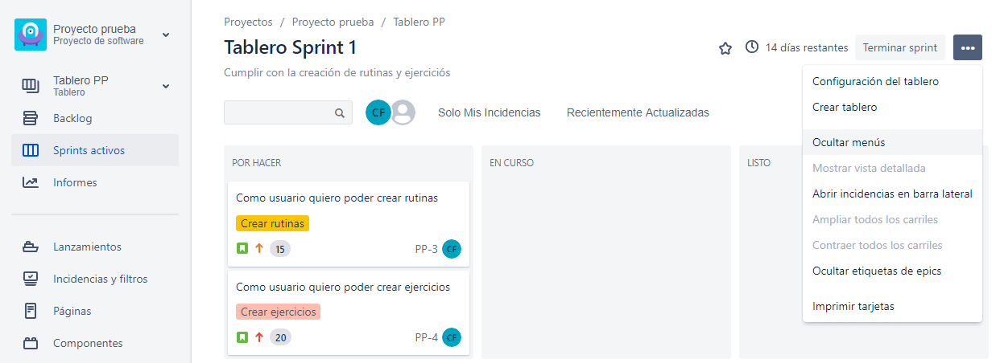 Proyecto prueba
Proyecto de software
Tablero PP
Tablero
Backlog
Sprints activos
Informes
Lanzamientos
Incidencias y filtros
Páginas
Componentes
Proyectos / Proyecto prueba / Tablero PP
Tablero Sprint 1
14 días restantes
Terminar sprint
Cumplir con la creación de rutinas y ejerciciós
CF
Solo Mis Incidencias
Recientemente Actualizadas
POR HACER
Como usuario quiero poder crear rutinas
Crear rutinas
15
PP-3
CF
Como usuario quiero poder crear ejercicios
Crear ejercicios
20
PP-4
CF
EN CURSO
LISTO
Configuración del tablero
Crear tablero
Ocultar menús
Mostrar vista detallada
Abrir incidencias en barra lateral
Ampliar todos los carriles
Contraer todos los carriles
Ocultar etiquetas de epics
Imprimir tarjetas